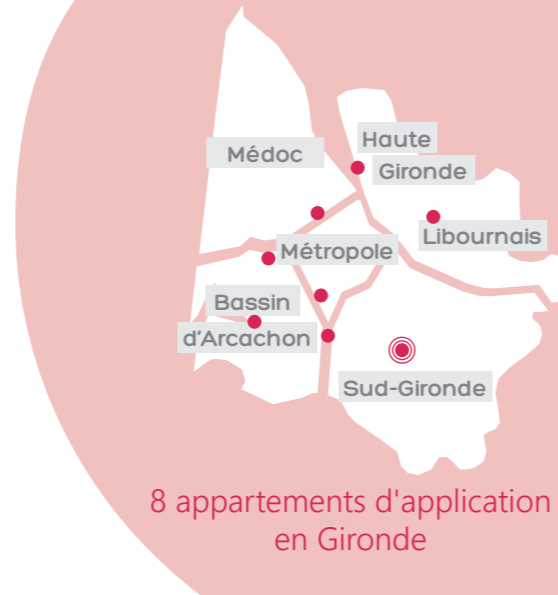 Médoc
Haute
Gironde
Libournais
Métropole
Bassin
d'Arcachon
Sud-Gironde
8 appartements d'application
en Gironde